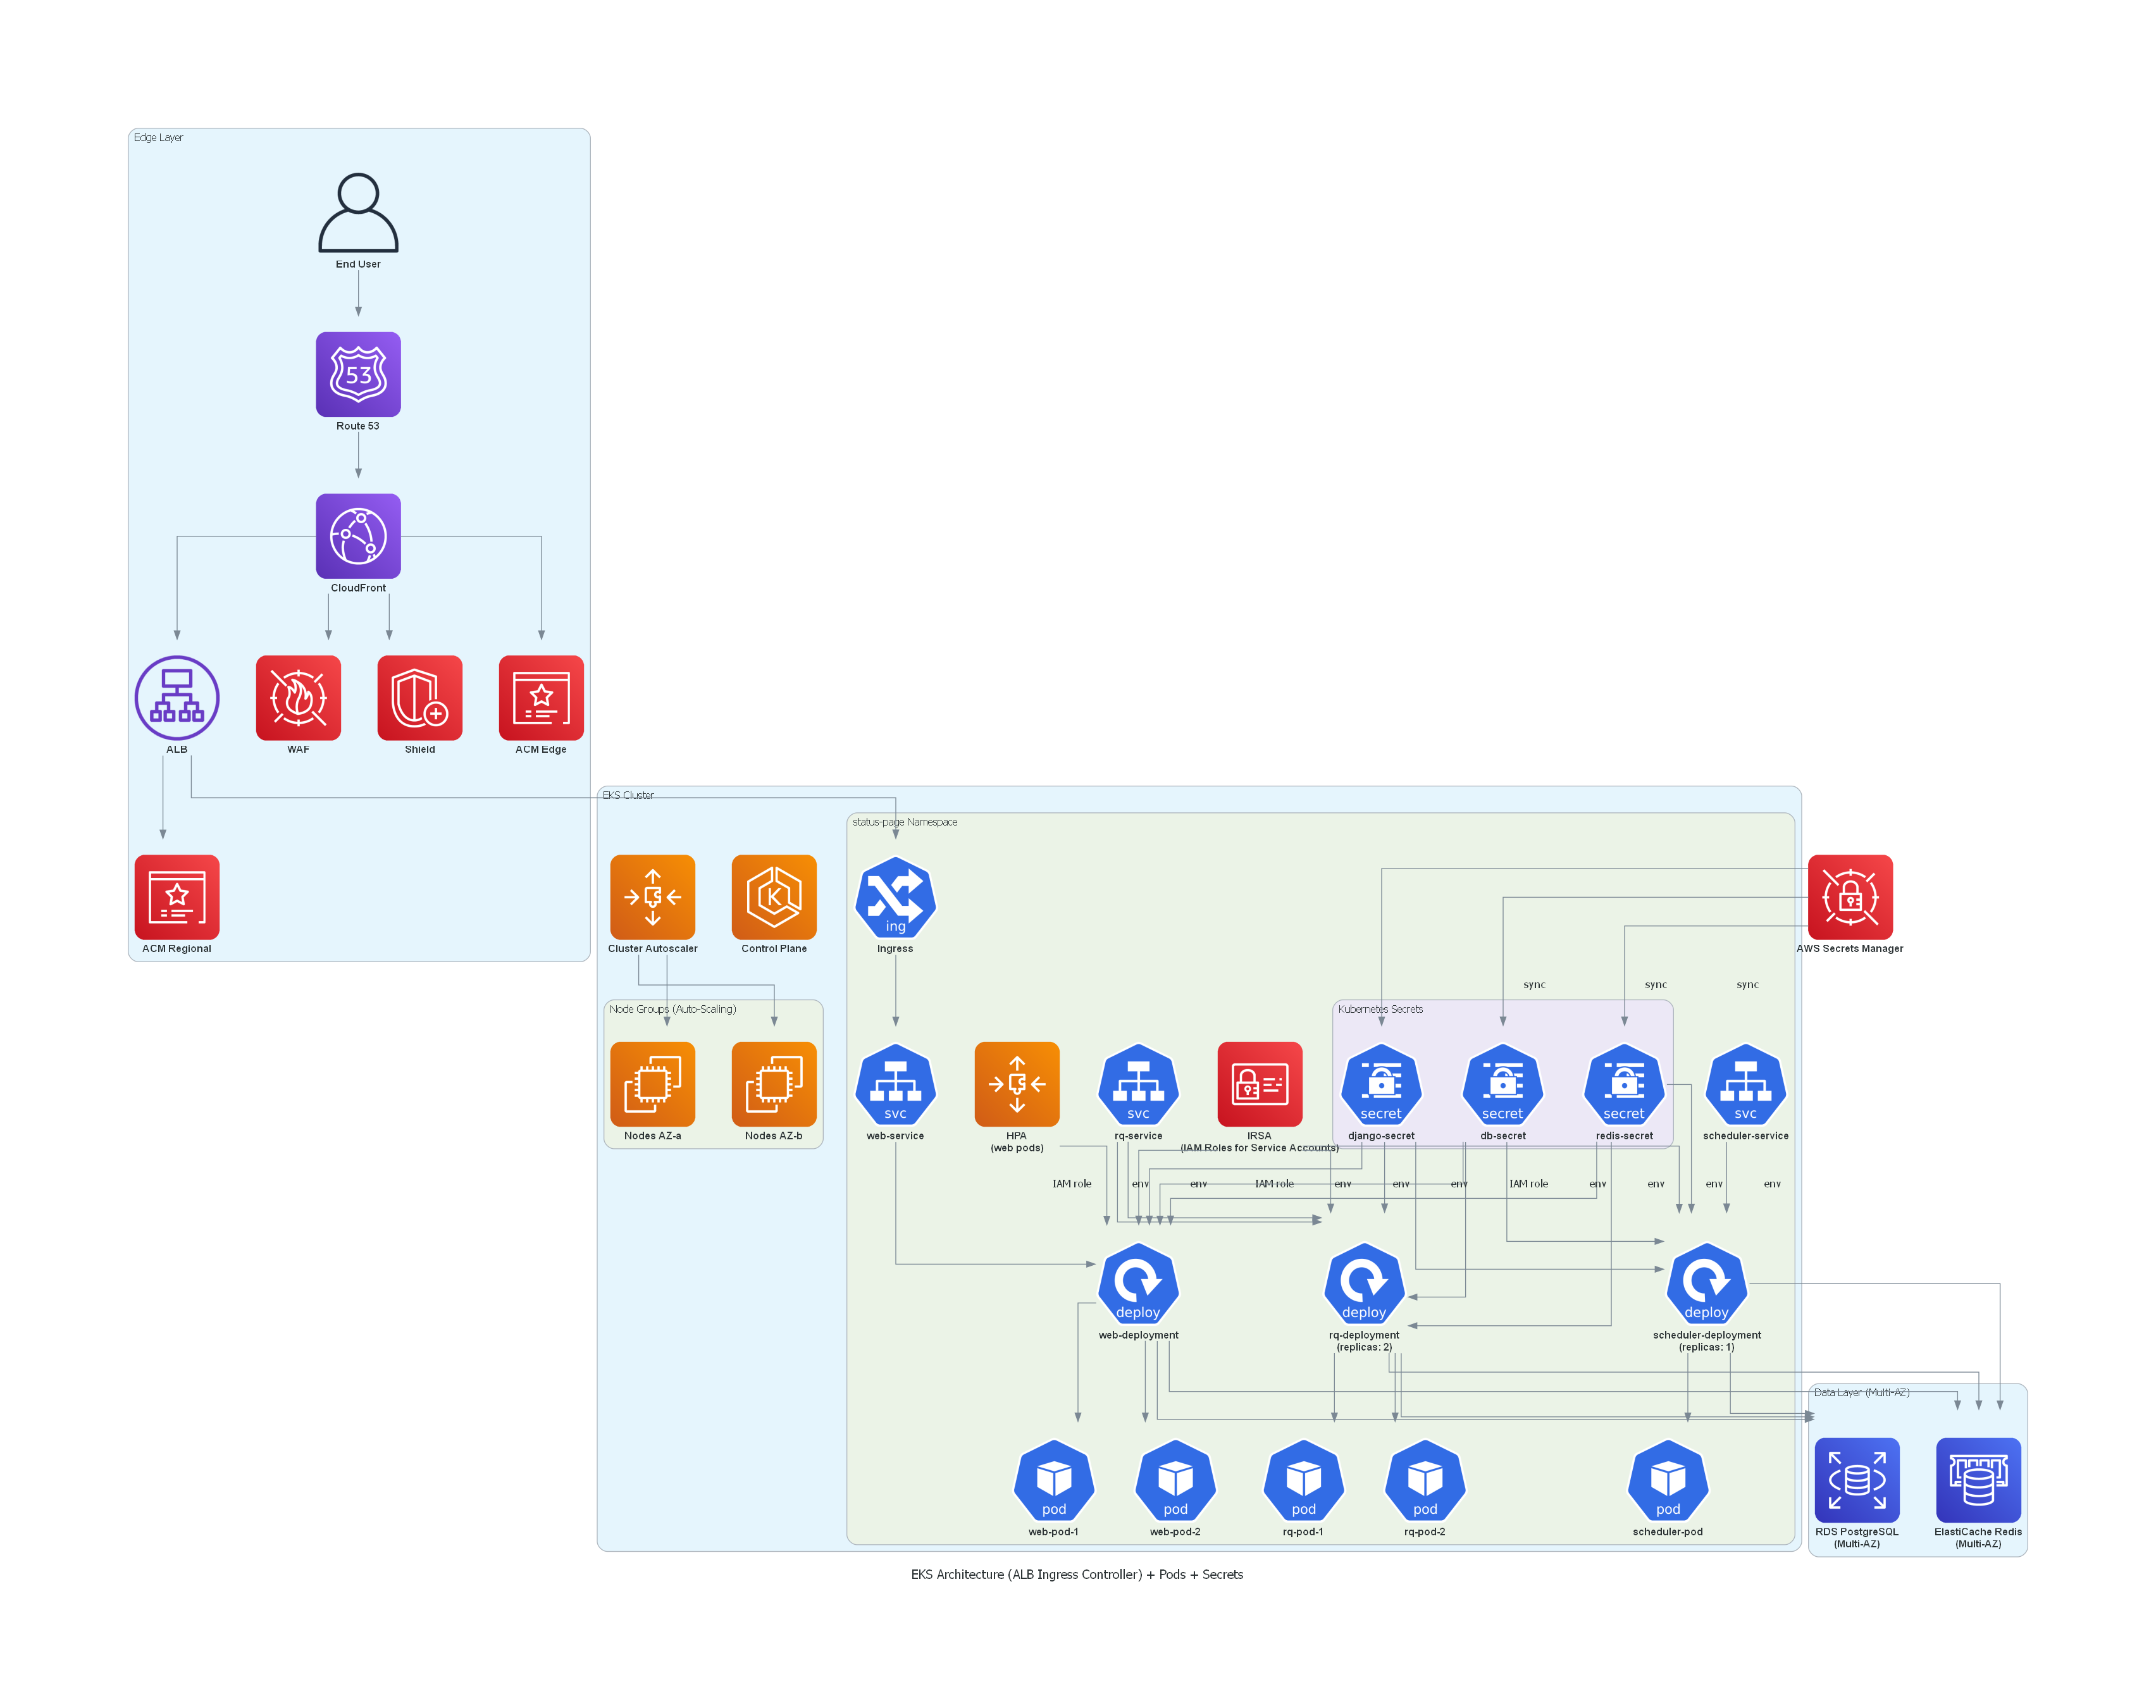 Edge Layer
End User
53
Route 53
CloudFront
ALB
WAF
Shield
ACM Edge
ACM Regional
EKS Cluster
status-page Namespace
Cluster Autoscaler
K
Control Plane
ing
Ingress
AWS Secrets Manager
sync
sync
sync
Node Groups (Auto-Scaling)
Nodes AZ-a
Nodes AZ-b
Kubernetes Secrets
svc
web-service
HPA
(web pods)
svc
rq-service
IRSA
(IAM Roles for Service Accounts)
secret
django-secret
secret
db-secret
secret
redis-secret
svc
scheduler-service
IAM role
env
env
IAM role
env
env
env
IAM role
env
env
env
env
deploy
web-deployment
deploy
rq-deployment
(replicas: 2)
deploy
scheduler-deployment
(replicas: 1)
Data Layer (Multi-AZ)
pod
web-pod-1
pod
web-pod-2
pod
rq-pod-1
pod
rq-pod-2
pod
scheduler-pod
RDS PostgreSQL
(Multi-AZ)
ElastiCache Redis
(Multi-AZ)
EKS Architecture (ALB Ingress Controller) + Pods + Secrets